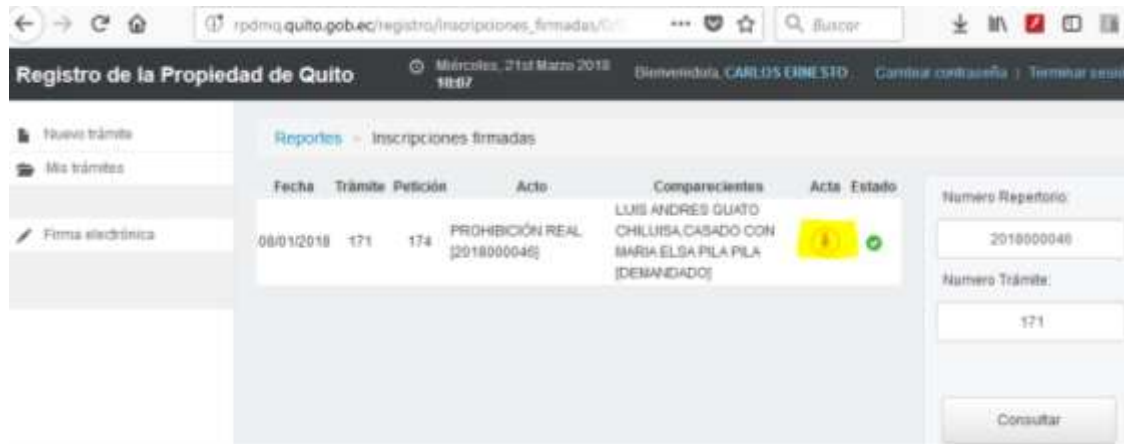 rpdmq.quito.gob.ec/registro/inscripciones_firmadas/
Buscar
Registro de la Propiedad de Quito
Miércoles, 21st Marzo 2018
10:07
Bienvenido/a, CARLOS ERNESTO
Cambiar contraseña | Terminar
Nuevo trámite
Mis trámites
Firma electrónica
Reportes
Inscripciones firmadas
Fecha Trámite Petición Acto Comparecientes Acta Estado
LUIS ANDRES GUATO
CHILUISA,CASADO CON
MARIA ELSA PILA PILA
[DEMANDADO]
08/01/2018 171 174 PROHIBICIÓN REAL
[2018000046]
Numero Repertorio:
2018000046
Numero Trámite:
171
Consultar